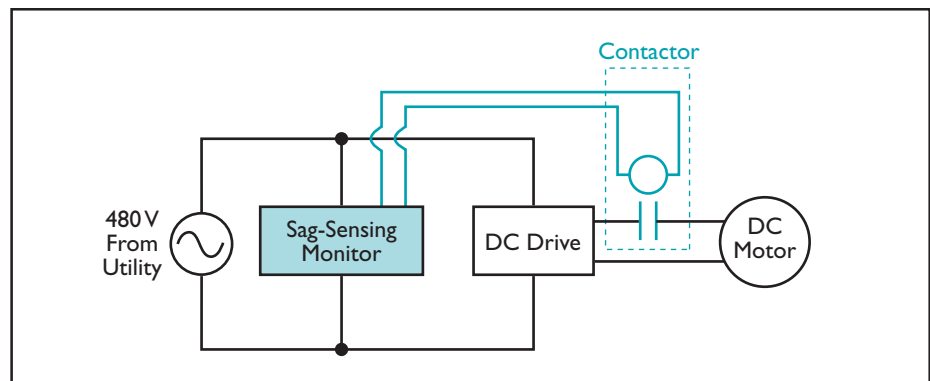 Contactor
480 V
From
Utility
Sag-Sensing
Monitor
DC Drive
DC
Motor